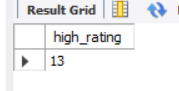 Result Grid
high_rating
13